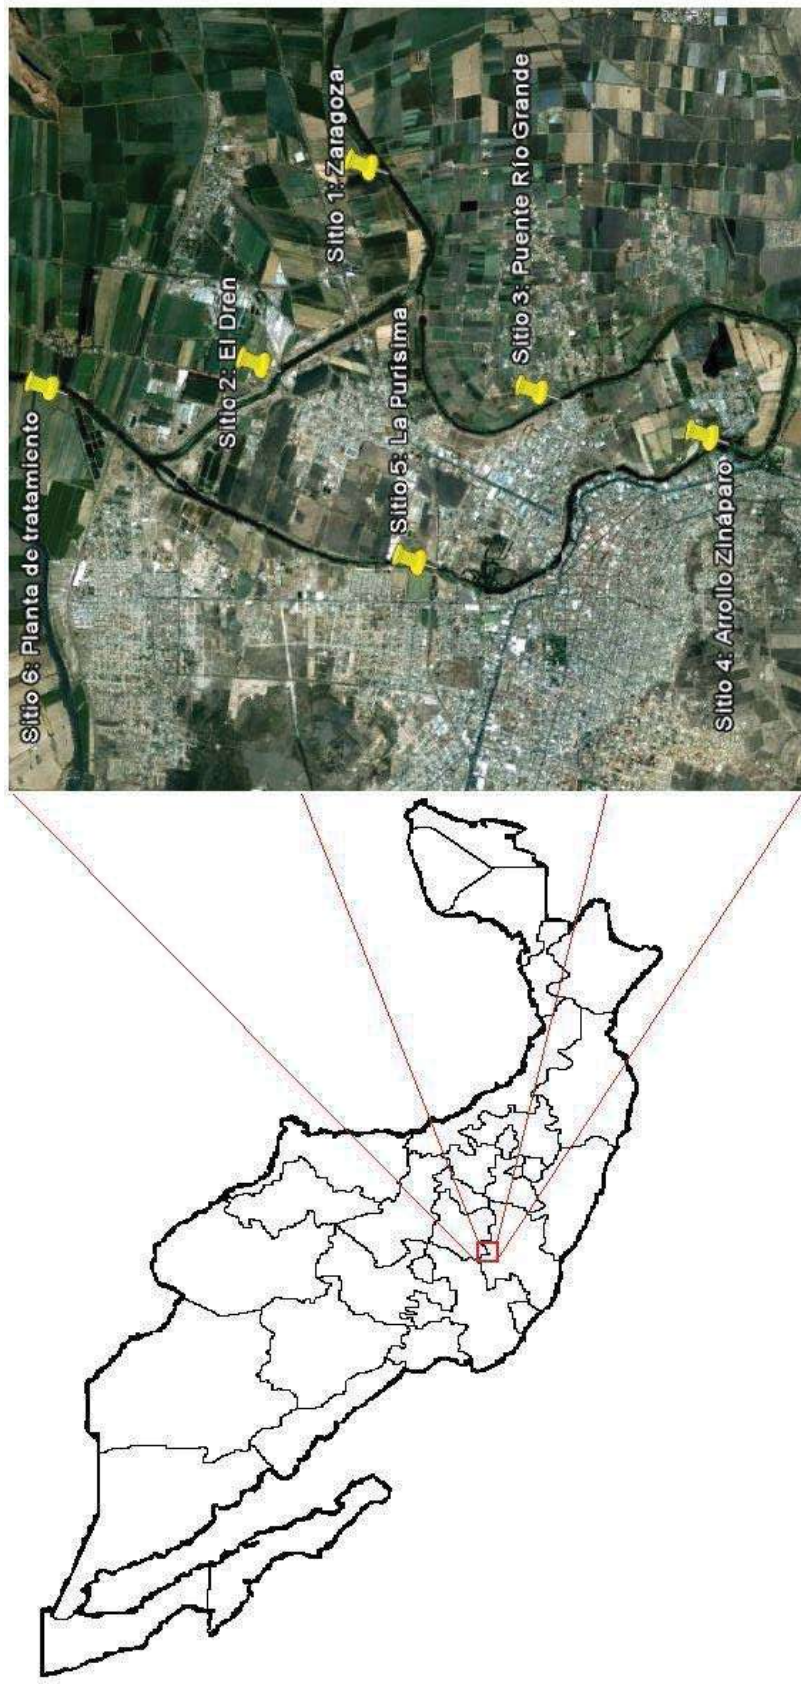 Sitio 6: Planta de tratamiento
Sitio 2: El Dren
Sitio 1: Zaragoza
Sitio 5: La Purísima
Sitio 3: Puente Río Grande
Sitio 4: Arrollo Zináparo